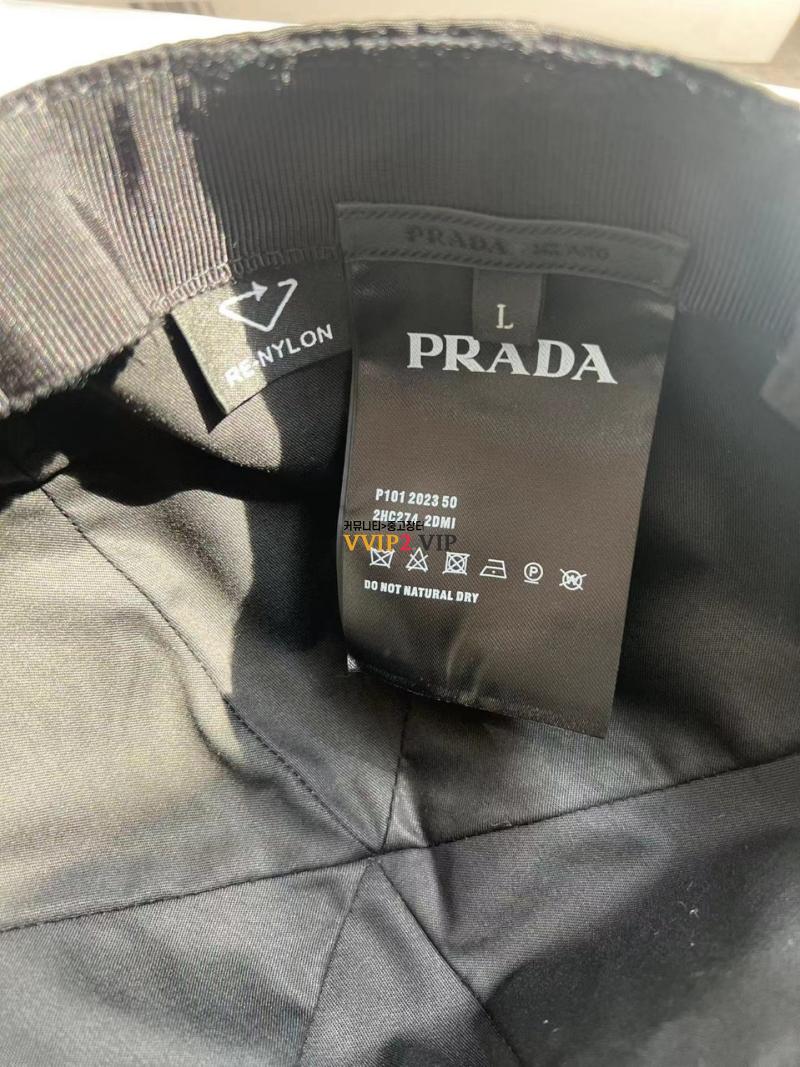 PRADA
L
RE-NYLON
PRADA
P101 2023 50
2HC274 2DMI
커뮤니티>중고장터
VVIP2.VIP
P
W
DO NOT NATURAL DRY